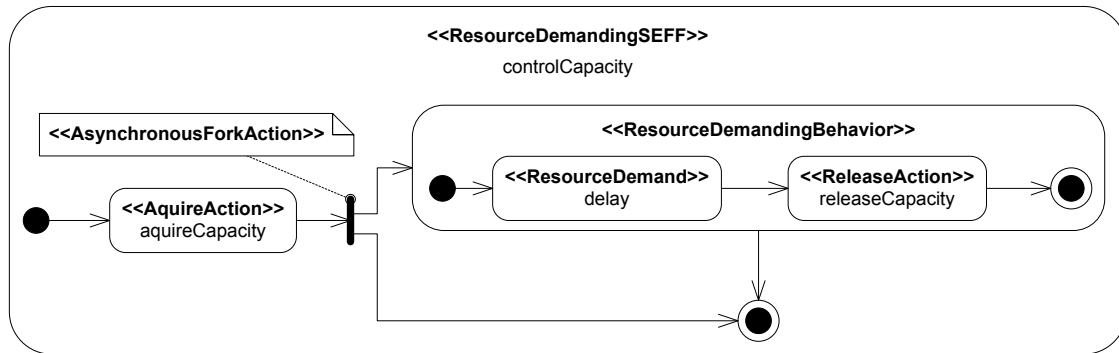 <<ResourceDemandingSEFF>>
controlCapacity
<<AsynchronousForkAction>>
<<ResourceDemandingBehavior>>
<<AquireAction>>
aquireCapacity
<<ResourceDemand>>
delay
<<ReleaseAction>>
releaseCapacity